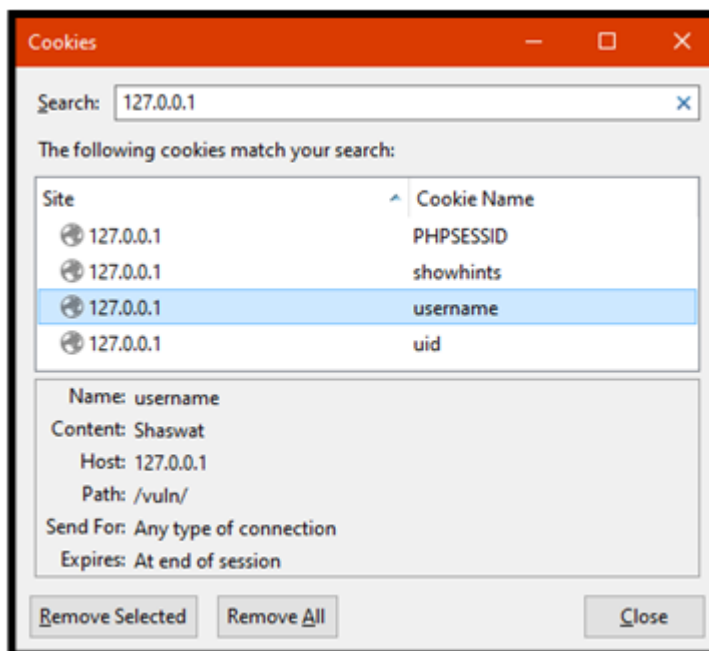 Cookies
Search: 127.0.0.1
The following cookies match your search:
Site Cookie Name
127.0.0.1 PHPSESSID
127.0.0.1 showhints
127.0.0.1 username
127.0.0.1 uid
Name: username
Content: Shaswat
Host: 127.0.0.1
Path: /vuln/
Send For: Any type of connection
Expires: At end of session
Remove Selected Remove All Close